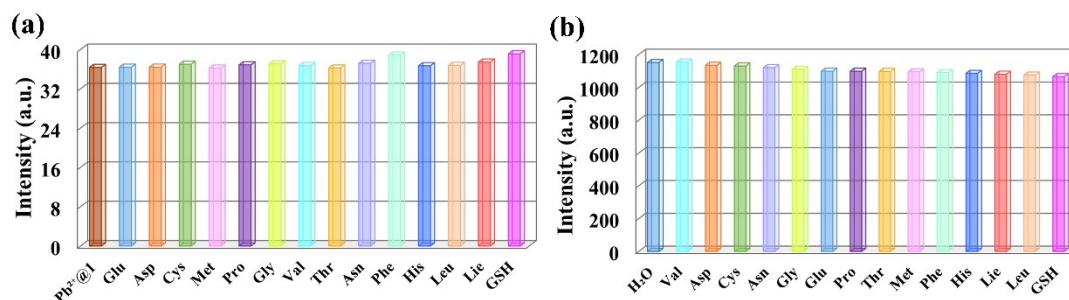 (a)
Intensity (a.u.)
40
32
24
16
8
0
Pb²⁺@1 Glu Asp Cys Met Pro Gly Val Thr Asn Phe His Leu Lie GSH
(b)
Intensity (a.u.)
1200
1000
800
600
400
200
0
H₂O Val Asp Cys Asn Gly Glu Pro Thr Met Phe His Lie Leu GSH